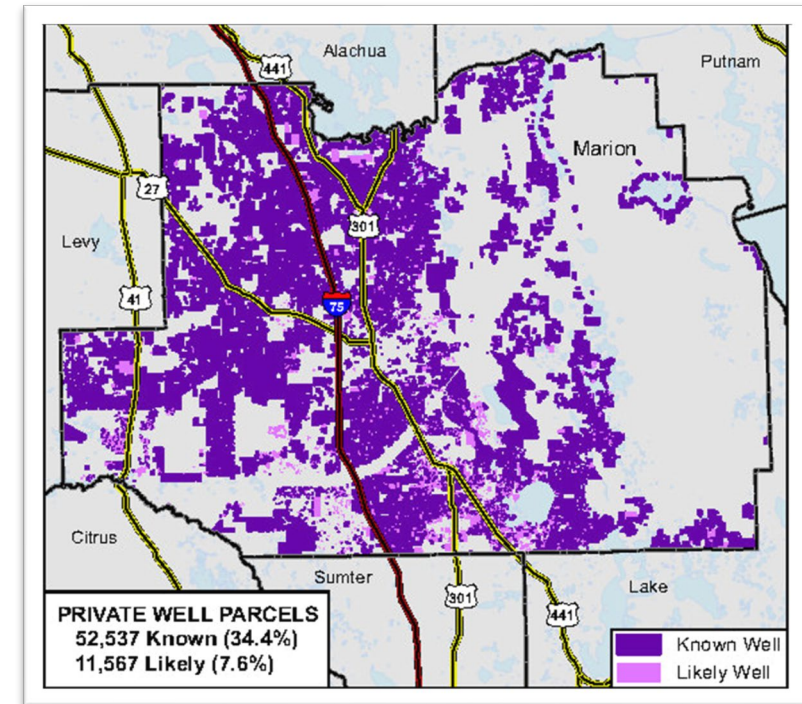 Alachua
441
Putnam
Marion
27
301
Levy
41
75
Citrus
Sumter
Lake
301
441
PRIVATE WELL PARCELS
52,537 Known (34.4%)
11,567 Likely (7.6%)
Known Well
Likely Well